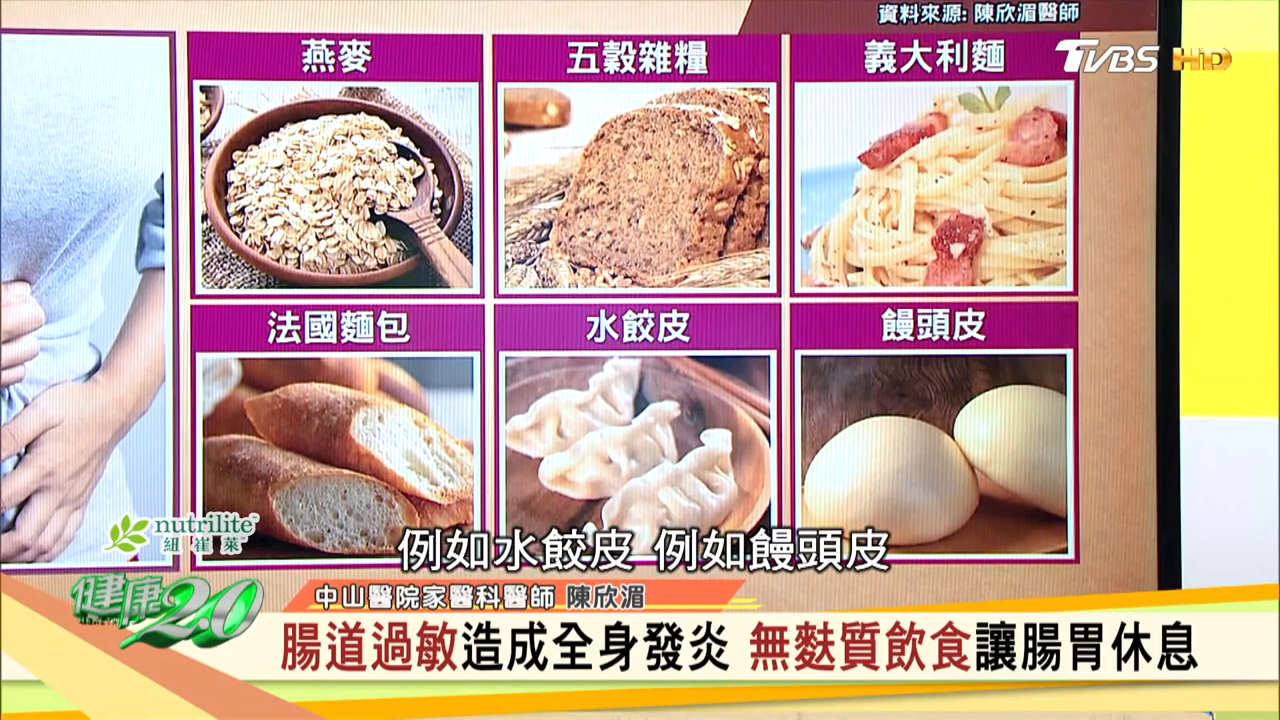 資料來源: 陳欣湄醫師
TVBS HD
燕麥
五穀雜糧
義大利麵
法國麵包
水餃皮
饅頭皮
nutrilite™
紐崔萊™
例如水餃皮 例如饅頭皮
健康2.0
中山醫院家醫科醫師 陳欣湄
腸道過敏造成全身發炎 無麩質飲食讓腸胃休息